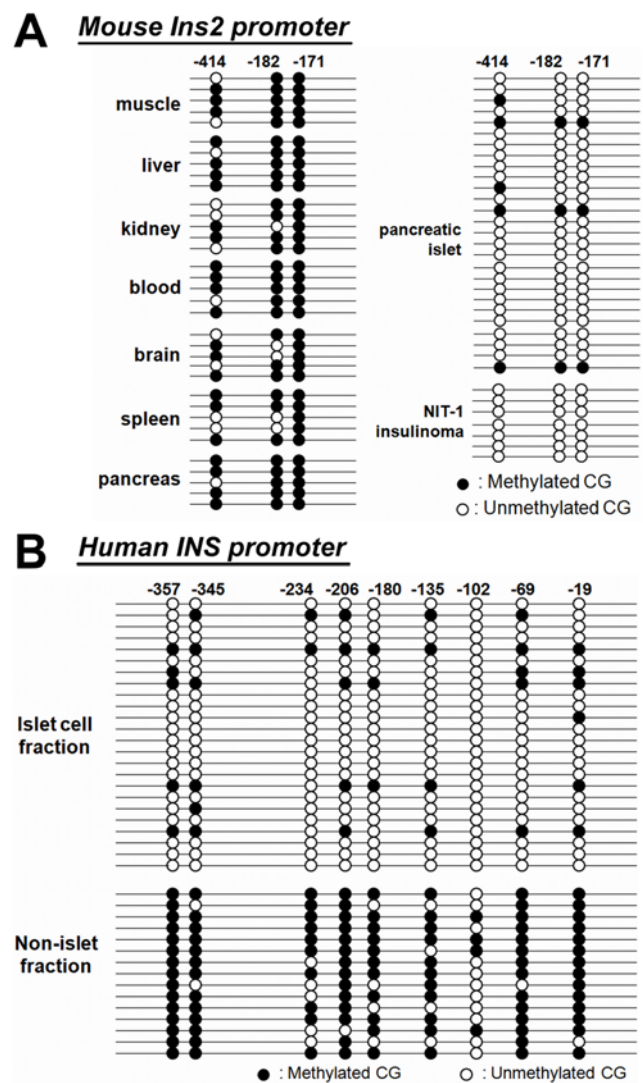 A Mouse Ins2 promoter
-414 -182 -171
muscle
liver
kidney
blood
brain
spleen
pancreas
-414 -182 -171
pancreatic
islet
NIT-1
insulinoma
● : Methylated CG
○ : Unmethylated CG
B Human INS promoter
-357 -345 -234 -206 -180 -135 -102 -69 -19
Islet cell
fraction
Non-islet
fraction
● : Methylated CG ○ : Unmethylated CG